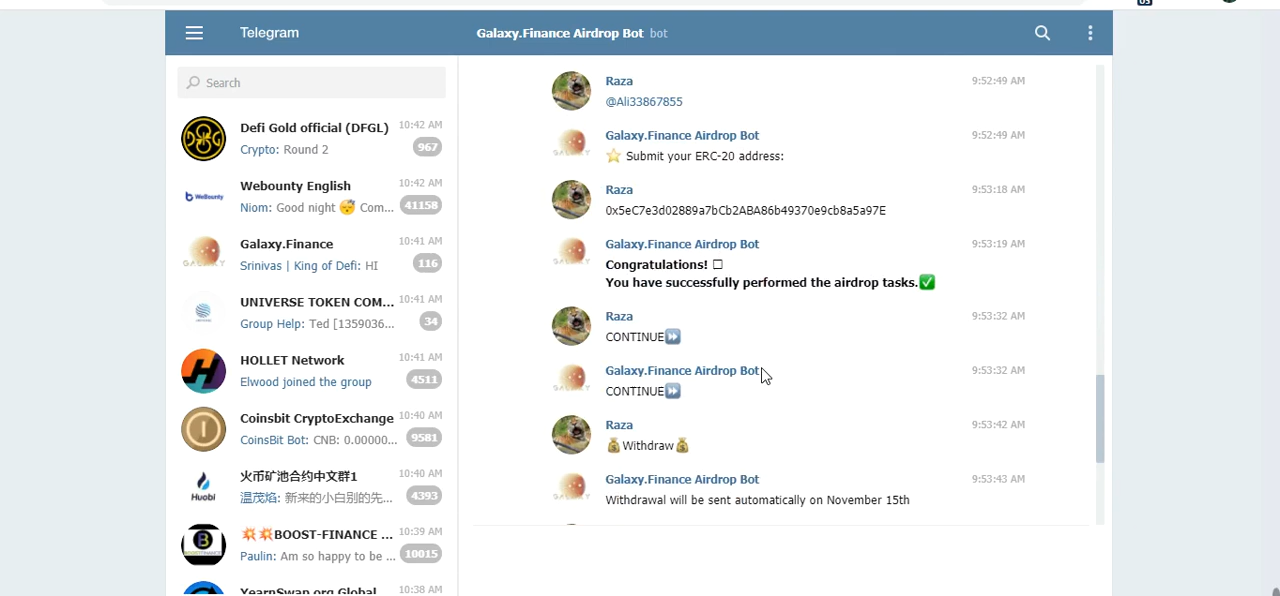 Telegram
Galaxy.Finance Airdrop Bot bot
Search
Defi Gold official (DFGL) 10:42 AM
Crypto: Round 2 967
Webounty English 10:42 AM
WeBounty
Niom: Good night 😴 Com... 41158
Galaxy.Finance 10:41 AM
GALAXY
Srinivas | King of Defi: HI 116
UNIVERSE TOKEN COM... 10:41 AM
Group Help: Ted [1359036... 34
HOLLET Network 10:41 AM
Elwood joined the group 4511
Coinsbit CryptoExchange 10:40 AM
CoinsBit Bot: CNB: 0.00000... 9581
火币矿池合约中文群1 10:40 AM
Huobi
温茂焰: 新来的小白别的先... 4393
💥💥BOOST-FINANCE ... 10:39 AM
Paulin: Am so happy to be ... 10015
YearnSwap.org Global 10:38 AM
Raza 9:52:49 AM
@Ali33867855
Galaxy.Finance Airdrop Bot 9:52:49 AM
⭐ Submit your ERC-20 address:
Raza 9:53:18 AM
0x5eC7e3d02889a7bCb2ABA86b49370e9cb8a5a97E
Galaxy.Finance Airdrop Bot 9:53:19 AM
Congratulations! □
You have successfully performed the airdrop tasks.✅
Raza 9:53:32 AM
CONTINUE⏩
Galaxy.Finance Airdrop Bot 9:53:32 AM
CONTINUE⏩
Raza 9:53:42 AM
💰Withdraw💰
Galaxy.Finance Airdrop Bot 9:53:43 AM
Withdrawal will be sent automatically on November 15th